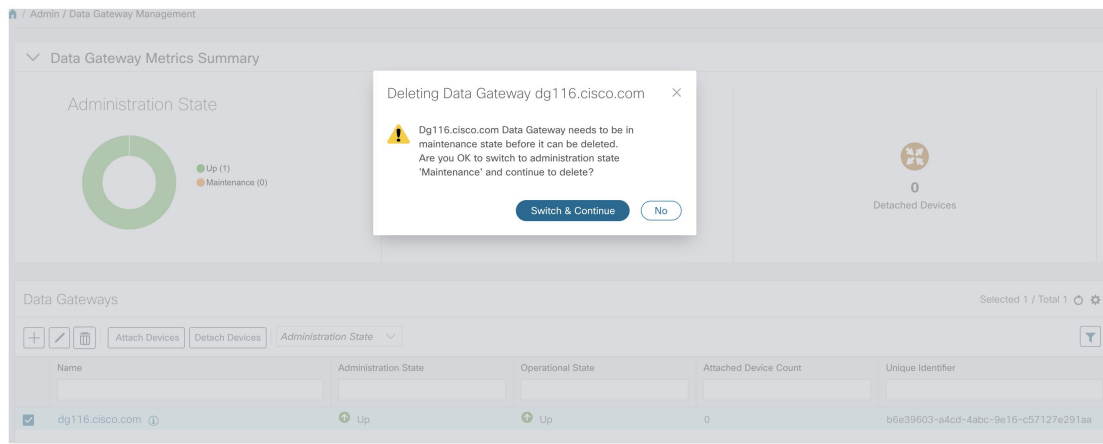 / Admin / Data Gateway Management
Data Gateway Metrics Summary
Administration State
Up (1)
Maintenance (0)
Deleting Data Gateway dg116.cisco.com
Dg116.cisco.com Data Gateway needs to be in
maintenance state before it can be deleted.
Are you OK to switch to administration state
'Maintenance' and continue to delete?
Switch & Continue
No
0
Detached Devices
Data Gateways
Selected 1 / Total 1
Attach Devices
Detach Devices
Administration State
Name
Administration State
Operational State
Attached Device Count
Unique Identifier
dg116.cisco.com
Up
Up
0
b6e39603-a4cd-4abc-9e16-c57127e291aa